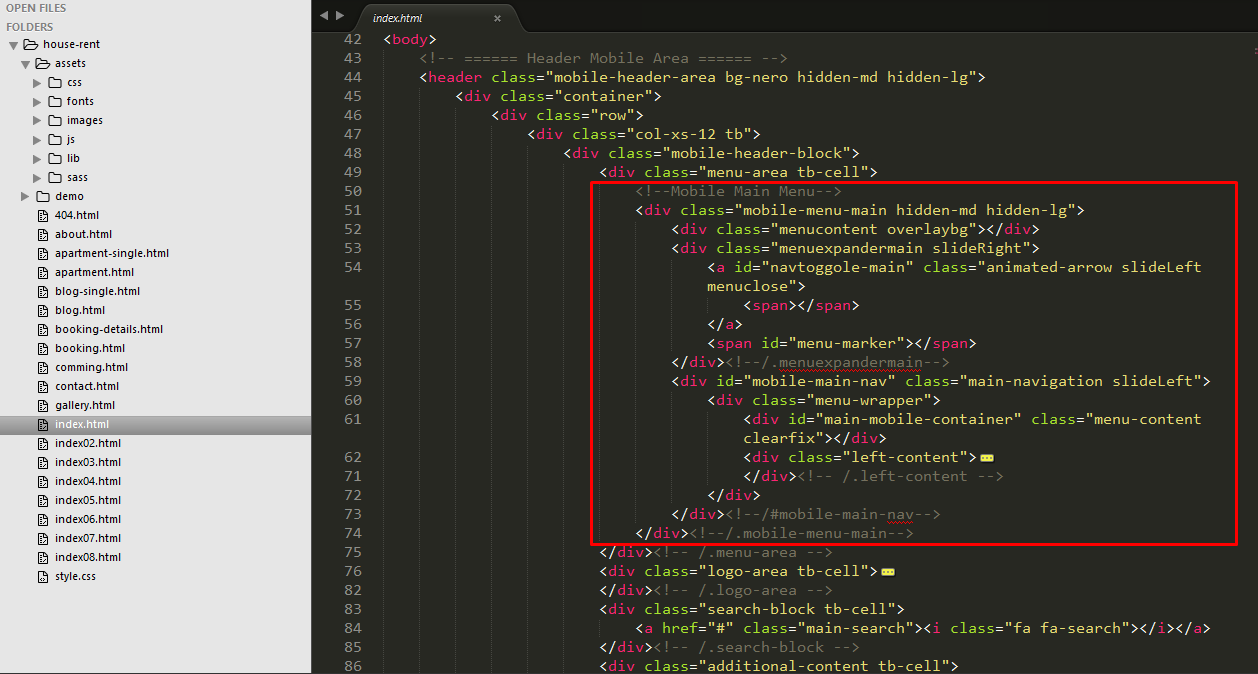 OPEN FILES
FOLDERS
house-rent
assets
css
fonts
images
js
lib
sass
demo
404.html
about.html
apartment-single.html
apartment.html
blog-single.html
blog.html
booking-details.html
booking.html
comming.html
contact.html
gallery.html
index.html
index02.html
index03.html
index04.html
index05.html
index06.html
index07.html
index08.html
style.css
index.html ×
42 <body>
43 <!-- ====== Header Mobile Area ====== -->
44 <header class="mobile-header-area bg-nero hidden-md hidden-lg">
45 <div class="container">
46 <div class="row">
47 <div class="col-xs-12 tb">
48 <div class="mobile-header-block">
49 <div class="menu-area tb-cell">
50 <!--Mobile Main Menu-->
51 <div class="mobile-menu-main hidden-md hidden-lg">
52 <div class="menucontent overlaybg"></div>
53 <div class="menuexpandermain slideRight">
54 <a id="navtoggole-main" class="animated-arrow slideLeft
menuclose">
55 <span></span>
56 </a>
57 <span id="menu-marker"></span>
58 </div><!--/.menuexpandermain-->
59 <div id="mobile-main-nav" class="main-navigation slideLeft">
60 <div class="menu-wrapper">
61 <div id="main-mobile-container" class="menu-content
clearfix"></div>
62 <div class="left-content">
71 </div><!-- /.left-content -->
72 </div>
73 </div><!--/#mobile-main-nav-->
74 </div><!--/.mobile-menu-main-->
75 </div><!-- /.menu-area -->
76 <div class="logo-area tb-cell">
82 </div><!-- /.logo-area -->
83 <div class="search-block tb-cell">
84 <a href="#" class="main-search"><i class="fa fa-search"></i></a>
85 </div><!-- /.search-block -->
86 <div class="additional-content tb-cell">